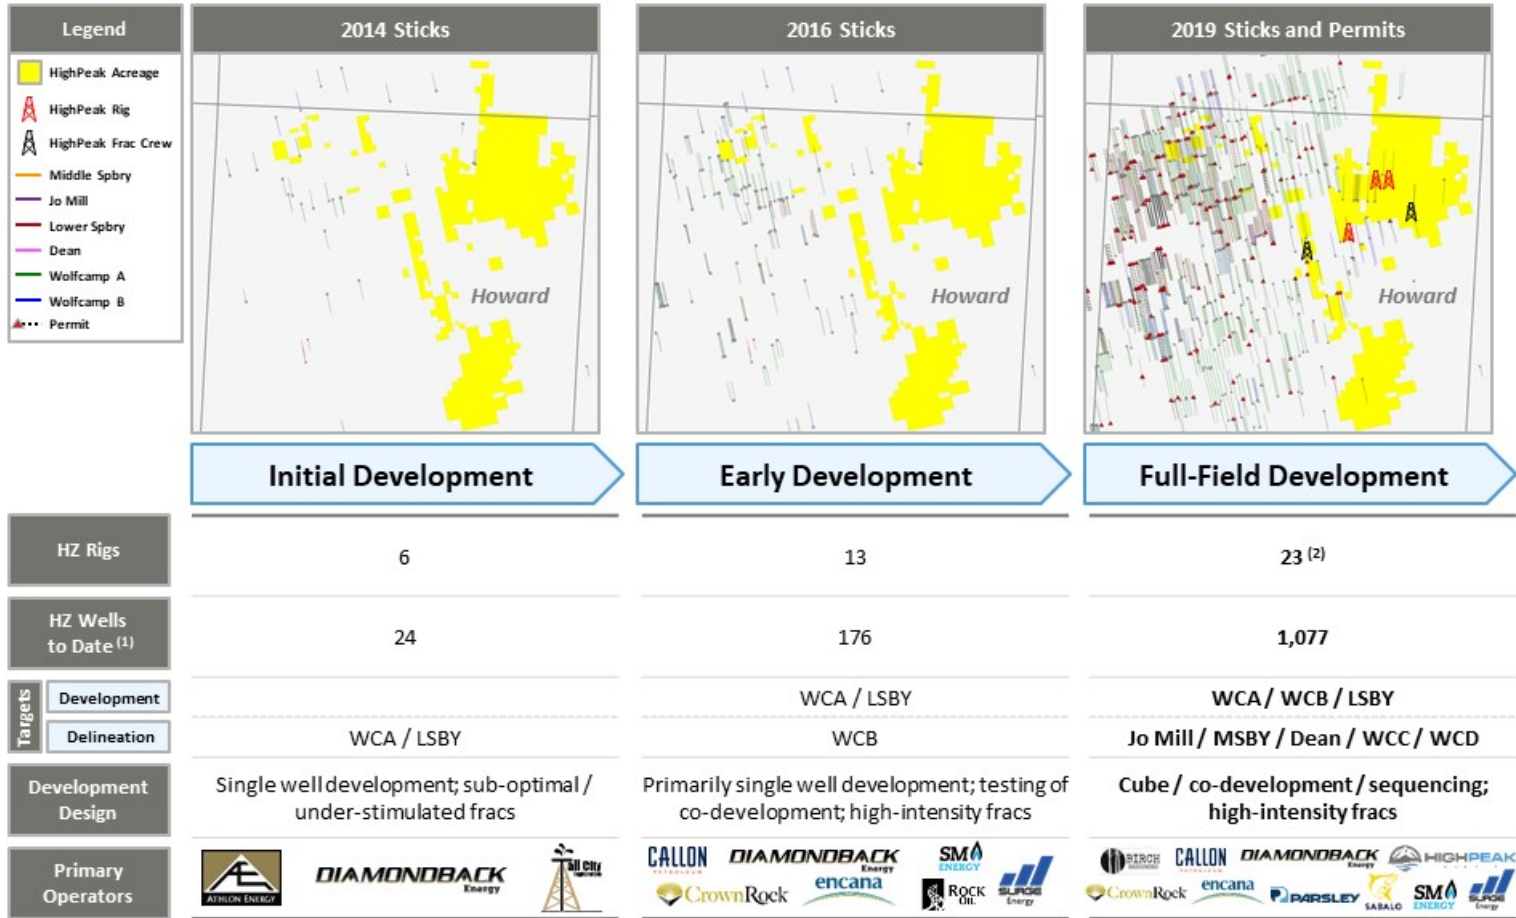 Legend
HighPeak Acreage
HighPeak Rig
HighPeak Frac Crew
Middle Spbry
Jo Mill
Lower Spbry
Dean
Wolfcamp A
Wolfcamp B
Permit
2014 Sticks
Howard
2016 Sticks
Howard
2019 Sticks and Permits
Howard
Initial Development
Early Development
Full-Field Development
HZ Rigs
6
13
23 (2)
HZ Wells
to Date (1)
24
176
1,077
Targets
Development
WCA / LSBY
WCA / WCB / LSBY
Delineation
WCA / LSBY
WCB
Jo Mill / MSBY / Dean / WCC / WCD
Development
Design
Single well development; sub-optimal /
under-stimulated fracs
Primarily single well development; testing of
co-development; high-intensity fracs
Cube / co-development / sequencing;
high-intensity fracs
Primary
Operators
ATHLON ENERGY
DIAMONDBACK
Energy
Tall City
CALLON
PETROLEUM
DIAMONDBACK
Energy
SM
ENERGY
CrownRock
encana
ROCK
OIL
SURGE
Energy
BIRCH
CALLON
PETROLEUM
DIAMONDBACK
Energy
HIGHPEAK
CrownRock
encana
PARSLEY
SABALO
SM
ENERGY
SURGE
Energy